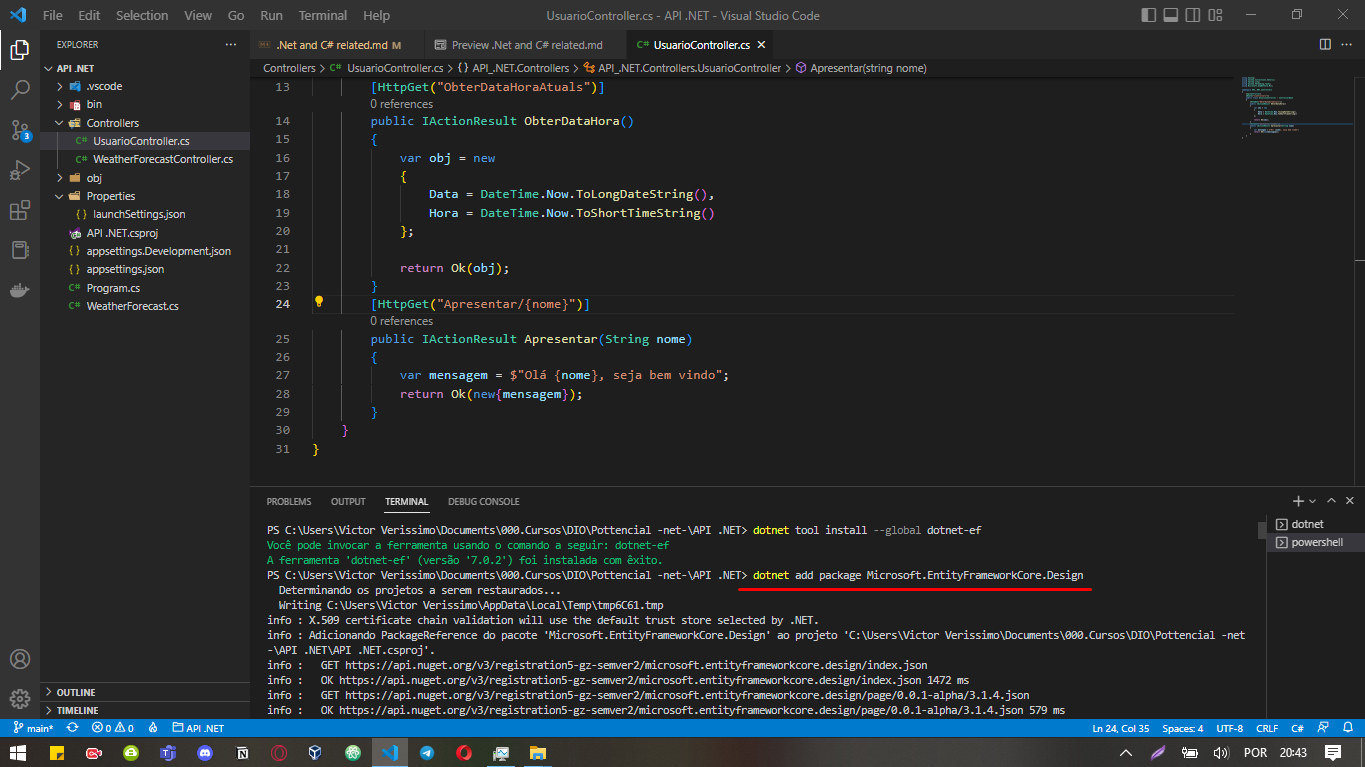 File Edit Selection View Go Run Terminal Help
UsuarioController.cs - API .NET - Visual Studio Code
EXPLORER
.Net and C# related.md M
Preview .Net and C# related.md
C# UsuarioController.cs
API .NET
.vscode
bin
Controllers
C# UsuarioController.cs
C# WeatherForecastController.cs
obj
Properties
{} launchSettings.json
API .NET.csproj
{} appsettings.Development.json
{} appsettings.json
C# Program.cs
C# WeatherForecast.cs
OUTLINE
TIMELINE
3
Controllers > C# UsuarioController.cs > {} API_.NET.Controllers > API_.NET.Controllers.UsuarioController > Apresentar(string nome)
13 [HttpGet("ObterDataHoraAtuals")]
0 references
14 public IActionResult ObterDataHora()
15 {
16 var obj = new
17 {
18 Data = DateTime.Now.ToLongDateString(),
19 Hora = DateTime.Now.ToShortTimeString()
20 };
21
22 return Ok(obj);
23 }
24 [HttpGet("Apresentar/{nome}")]
0 references
25 public IActionResult Apresentar(String nome)
26 {
27 var mensagem = $"Olá {nome}, seja bem vindo";
28 return Ok(new{mensagem});
29 }
30 }
31 }
PROBLEMS OUTPUT TERMINAL DEBUG CONSOLE
PS C:\Users\Victor Verissimo\Documents\000.Cursos\DIO\Pottencial -net-\API .NET> dotnet tool install --global dotnet-ef
Você pode invocar a ferramenta usando o comando a seguir: dotnet-ef
A ferramenta 'dotnet-ef' (versão '7.0.2') foi instalada com êxito.
PS C:\Users\Victor Verissimo\Documents\000.Cursos\DIO\Pottencial -net-\API .NET> dotnet add package Microsoft.EntityFrameworkCore.Design
Determinando os projetos a serem restaurados...
Writing C:\Users\Victor Verissimo\AppData\Local\Temp\tmp6C61.tmp
info : X.509 certificate chain validation will use the default trust store selected by .NET.
info : Adicionando PackageReference do pacote 'Microsoft.EntityFrameworkCore.Design' ao projeto 'C:\Users\Victor Verissimo\Documents\000.Cursos\DIO\Pottencial -net
-\API .NET\API .NET.csproj'.
info : GET https://api.nuget.org/v3/registration5-gz-semver2/microsoft.entityframeworkcore.design/index.json
info : OK https://api.nuget.org/v3/registration5-gz-semver2/microsoft.entityframeworkcore.design/index.json 1472 ms
info : GET https://api.nuget.org/v3/registration5-gz-semver2/microsoft.entityframeworkcore.design/page/0.0.1-alpha/3.1.4.json
info : OK https://api.nuget.org/v3/registration5-gz-semver2/microsoft.entityframeworkcore.design/page/0.0.1-alpha/3.1.4.json 579 ms
dotnet
powershell
main* 0 0 API .NET
Ln 24, Col 35 Spaces: 4 UTF-8 CRLF C#
POR 20:43